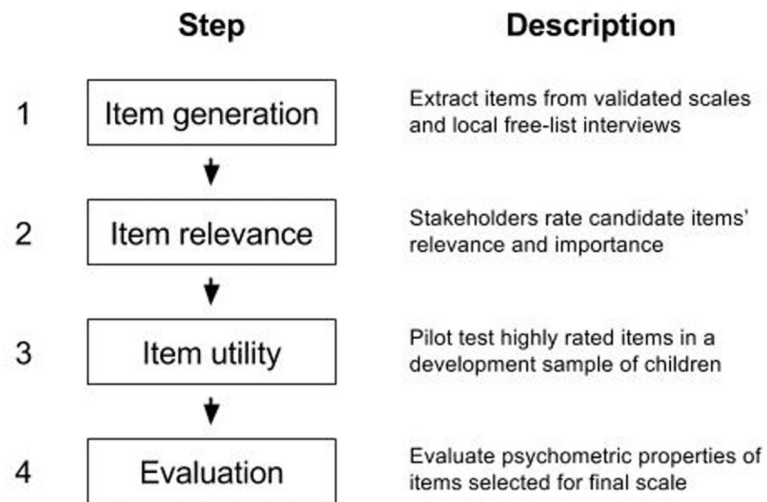 Step Description
1 Item generation Extract items from validated scales
and local free-list interviews
2 Item relevance Stakeholders rate candidate items’
relevance and importance
3 Item utility Pilot test highly rated items in a
development sample of children
4 Evaluation Evaluate psychometric properties of
items selected for final scale